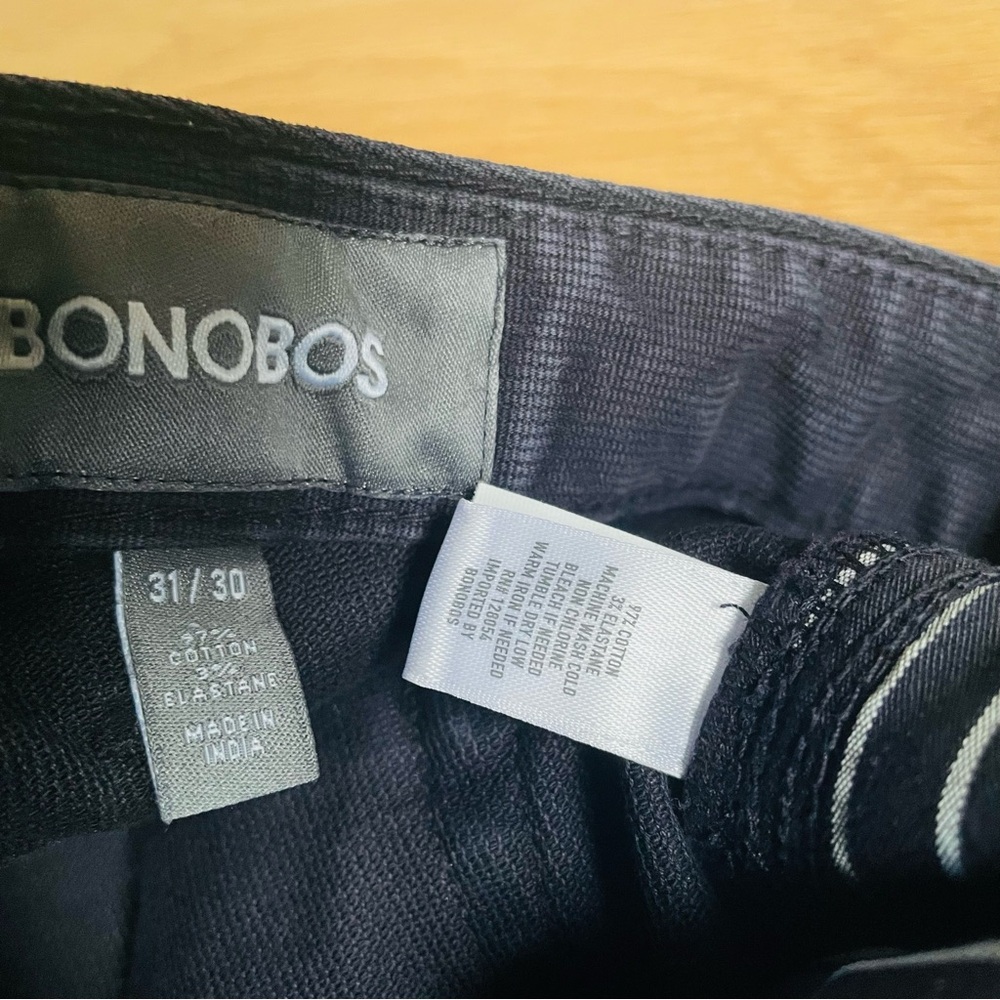 BONOBOS
31/30
97%
COTTON
3%
ELASTANE
MADE IN
INDIA
97% COTTON
3% ELASTANE
MACHINE WASH COLD
NON CHLORINE
BLEACH IF NEEDED
TUMBLE DRY LOW
WARM IRON IF NEEDED
RN# 128054
IMPORTED BY
BONOBOS